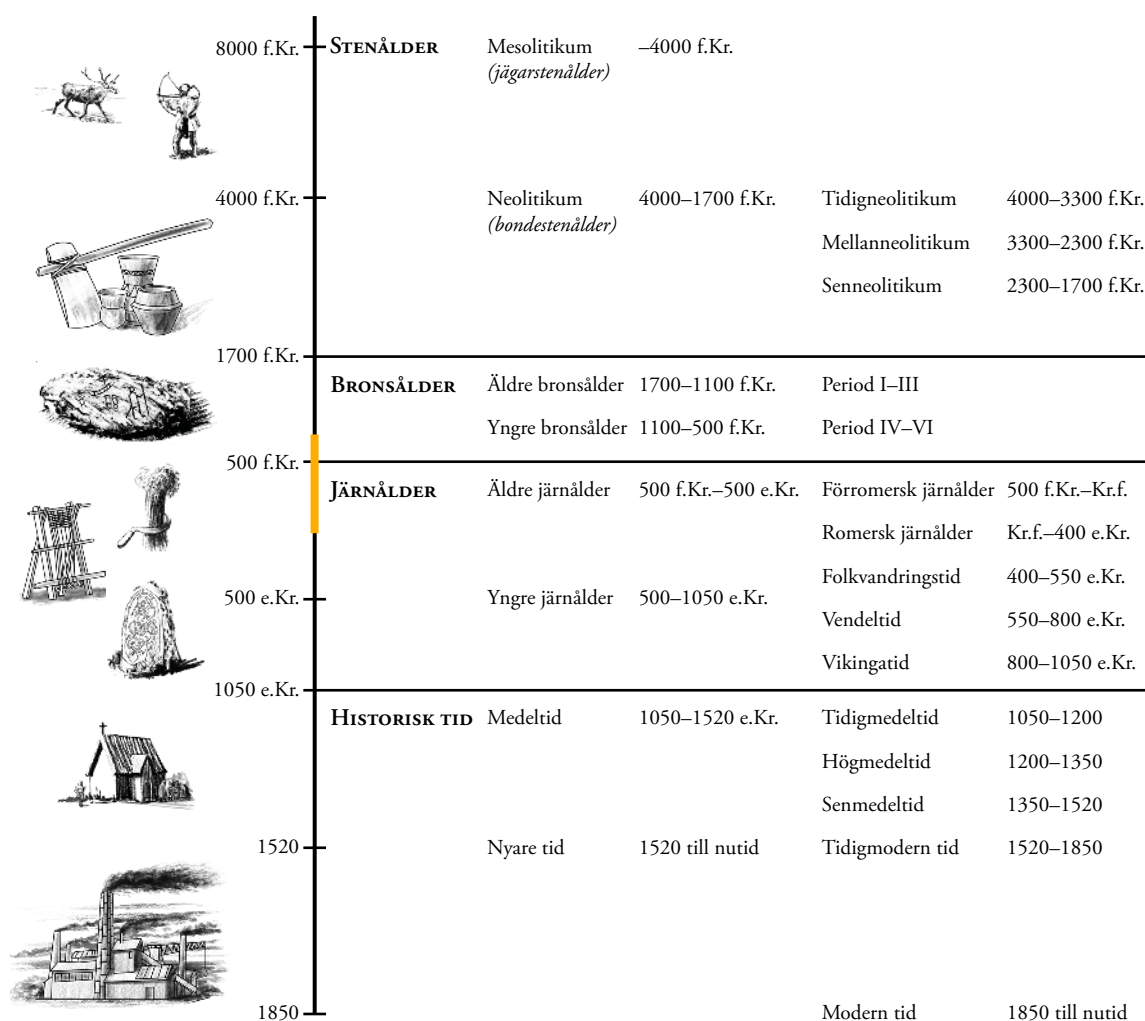 8000 f.Kr. STENÅLDER Mesolitikum –4000 f.Kr.
(jägarstenålder)
4000 f.Kr. Neolitikum 4000–1700 f.Kr. Tidigneolitikum 4000–3300 f.Kr.
(bondestenålder)
Mellanneolitikum 3300–2300 f.Kr.
Senneolitikum 2300–1700 f.Kr.
1700 f.Kr.
BRONSÅLDER Äldre bronsålder 1700–1100 f.Kr. Period I–III
Yngre bronsålder 1100–500 f.Kr. Period IV–VI
500 f.Kr.
JÄRNÅLDER Äldre järnålder 500 f.Kr.–500 e.Kr. Förromersk järnålder 500 f.Kr.–Kr.f.
Romersk järnålder Kr.f.–400 e.Kr.
Folkvandringstid 400–550 e.Kr.
500 e.Kr. Yngre järnålder 500–1050 e.Kr.
Vendeltid 550–800 e.Kr.
Vikingatid 800–1050 e.Kr.
1050 e.Kr.
HISTORISK TID Medeltid 1050–1520 e.Kr. Tidigmedeltid 1050–1200
Högmedeltid 1200–1350
Senmedeltid 1350–1520
1520 Nyare tid 1520 till nutid Tidigmodern tid 1520–1850
1850 Modern tid 1850 till nutid